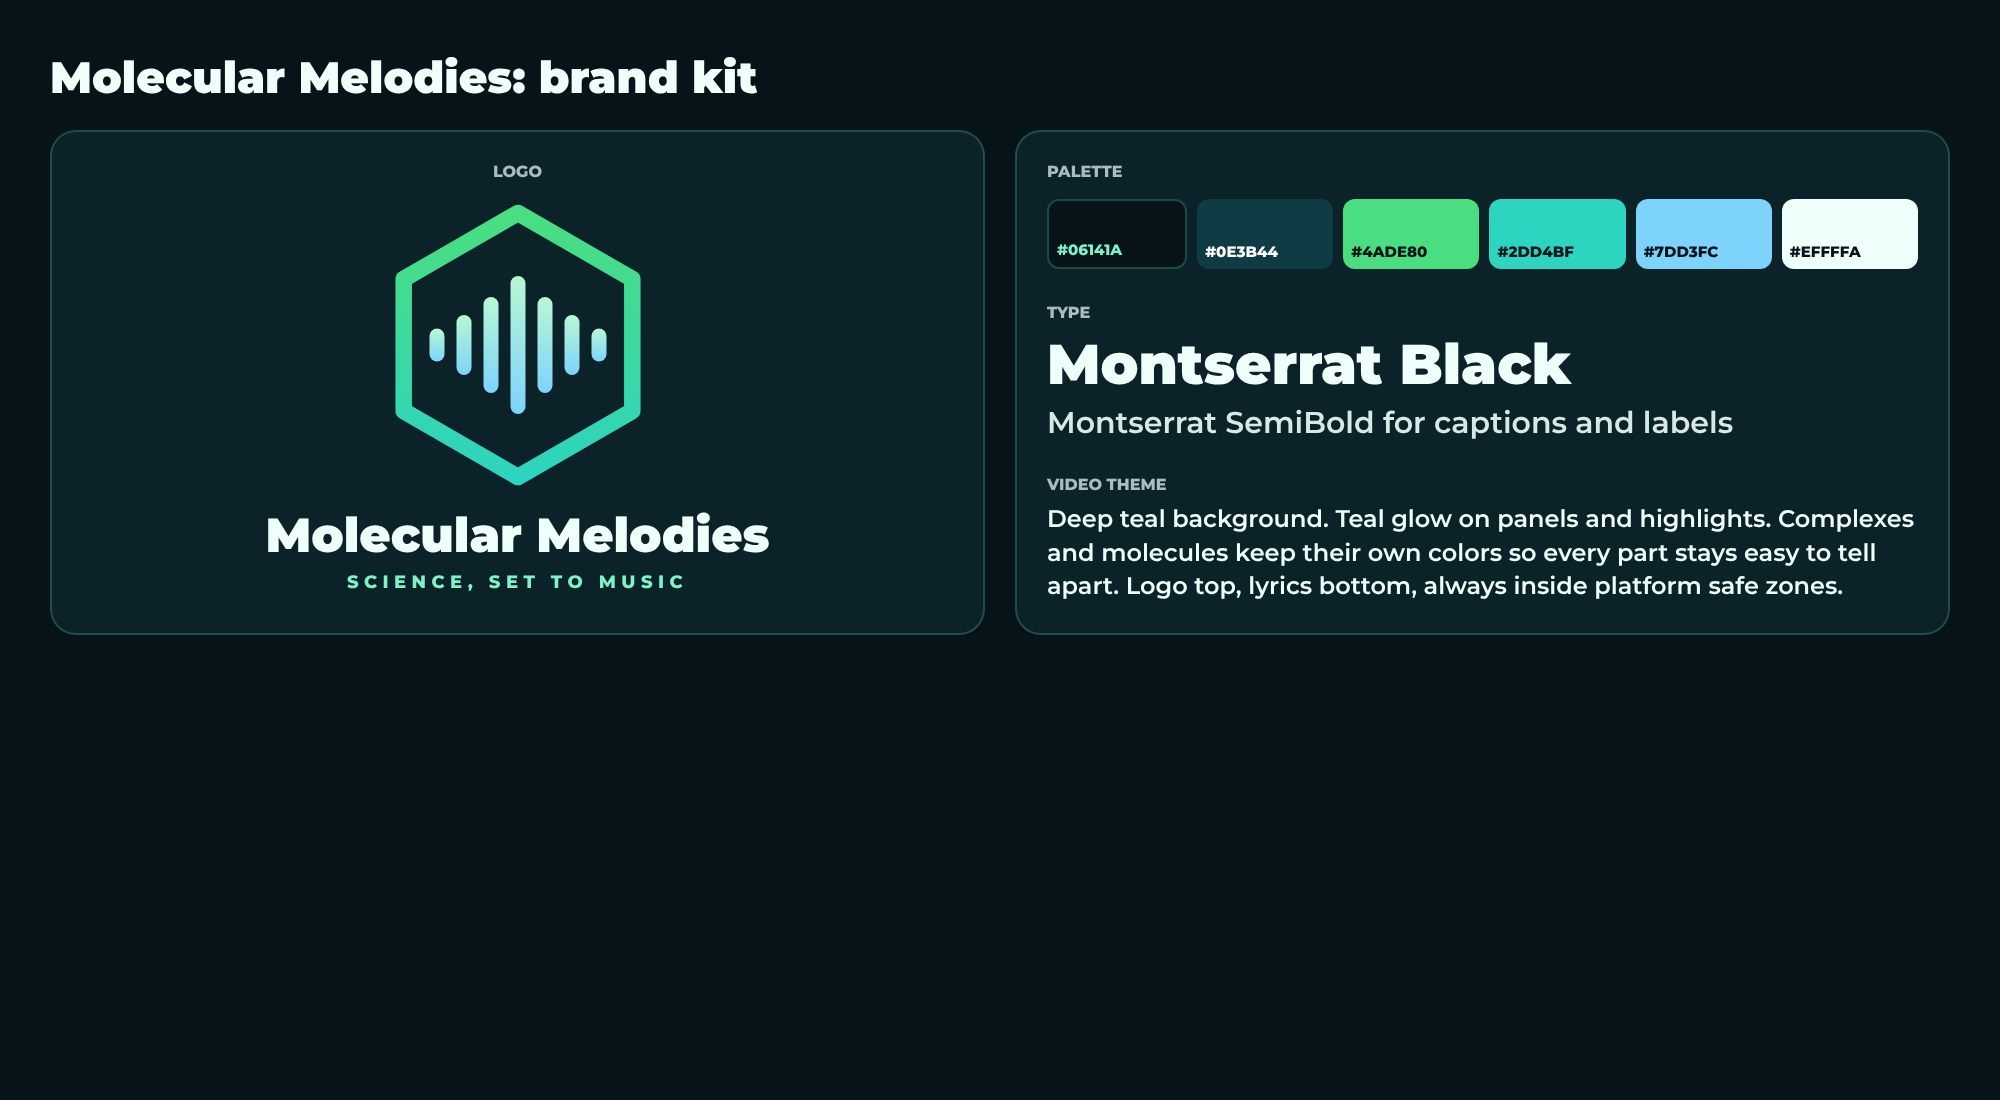 Molecular Melodies: brand kit
LOGO
Molecular Melodies
SCIENCE, SET TO MUSIC
PALETTE
#06141A
#0E3B44
#4ADE80
#2DD4BF
#7DD3FC
#EFFFFA
TYPE
Montserrat Black
Montserrat SemiBold for captions and labels
VIDEO THEME
Deep teal background. Teal glow on panels and highlights. Complexes
and molecules keep their own colors so every part stays easy to tell
apart. Logo top, lyrics bottom, always inside platform safe zones.